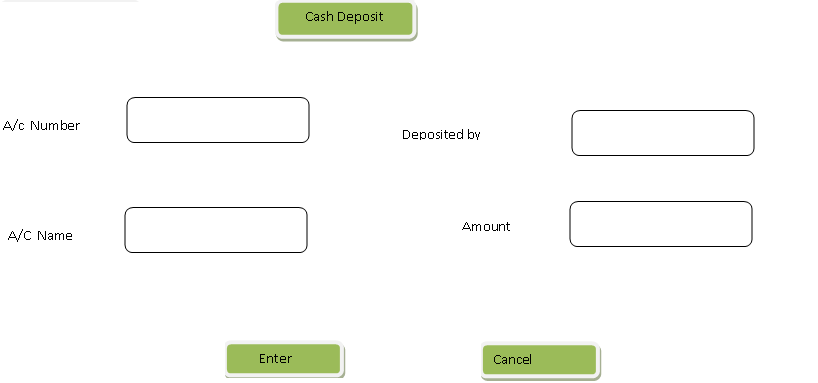 Cash Deposit
A/c Number
Deposited by
A/C Name
Amount
Enter
Cancel